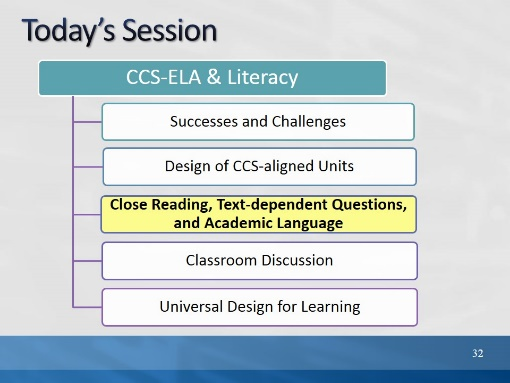 Today's Session
CCS-ELA & Literacy
Successes and Challenges
Design of CCS-aligned Units
Close Reading, Text-dependent Questions,
and Academic Language
Classroom Discussion
Universal Design for Learning
32